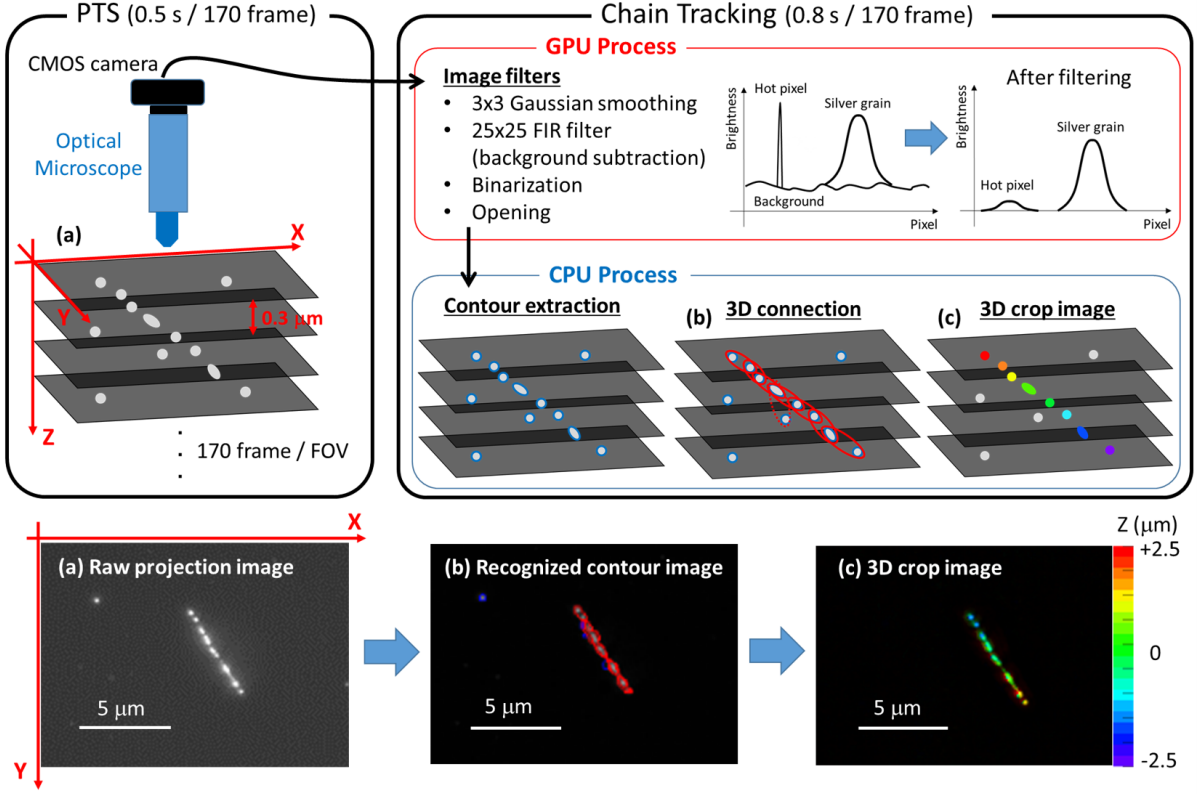 PTS (0.5 s / 170 frame)
CMOS camera
Optical
Microscope
(a)
X
Y
0.3 μm
Z
170 frame / FOV
Chain Tracking (0.8 s / 170 frame)
GPU Process
Image filters
• 3x3 Gaussian smoothing
• 25x25 FIR filter
(background subtraction)
• Binarization
• Opening
Brightness
Hot pixel
Silver grain
Background
Pixel
After filtering
Brightness
Silver grain
Hot pixel
Pixel
CPU Process
Contour extraction
(b) 3D connection
(c) 3D crop image
X
Y
(a) Raw projection image
5 μm
(b) Recognized contour image
5 μm
(c) 3D crop image
5 μm
Z (μm)
+2.5
0
-2.5